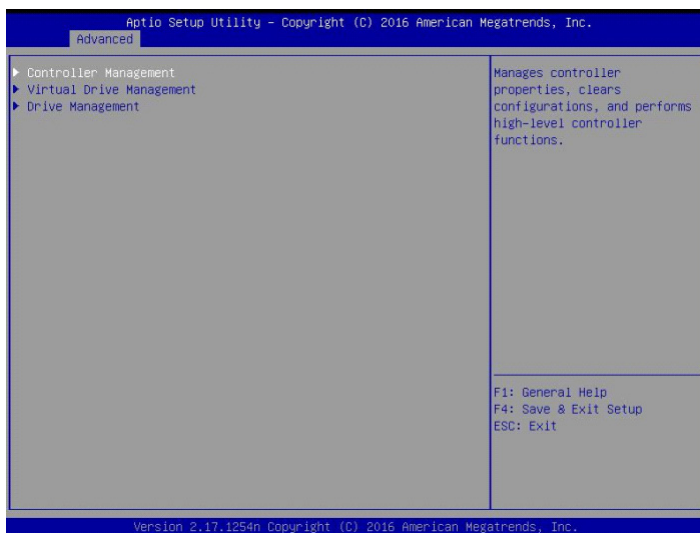 Aptio Setup Utility – Copyright (C) 2016 American Megatrends, Inc.
Advanced
Controller Management
Virtual Drive Management
Drive Management
Manages controller
properties, clears
configurations, and performs
high-level controller
functions.
F1: General Help
F4: Save & Exit Setup
ESC: Exit
Version 2.17.1254n Copyright (C) 2016 American Megatrends, Inc.